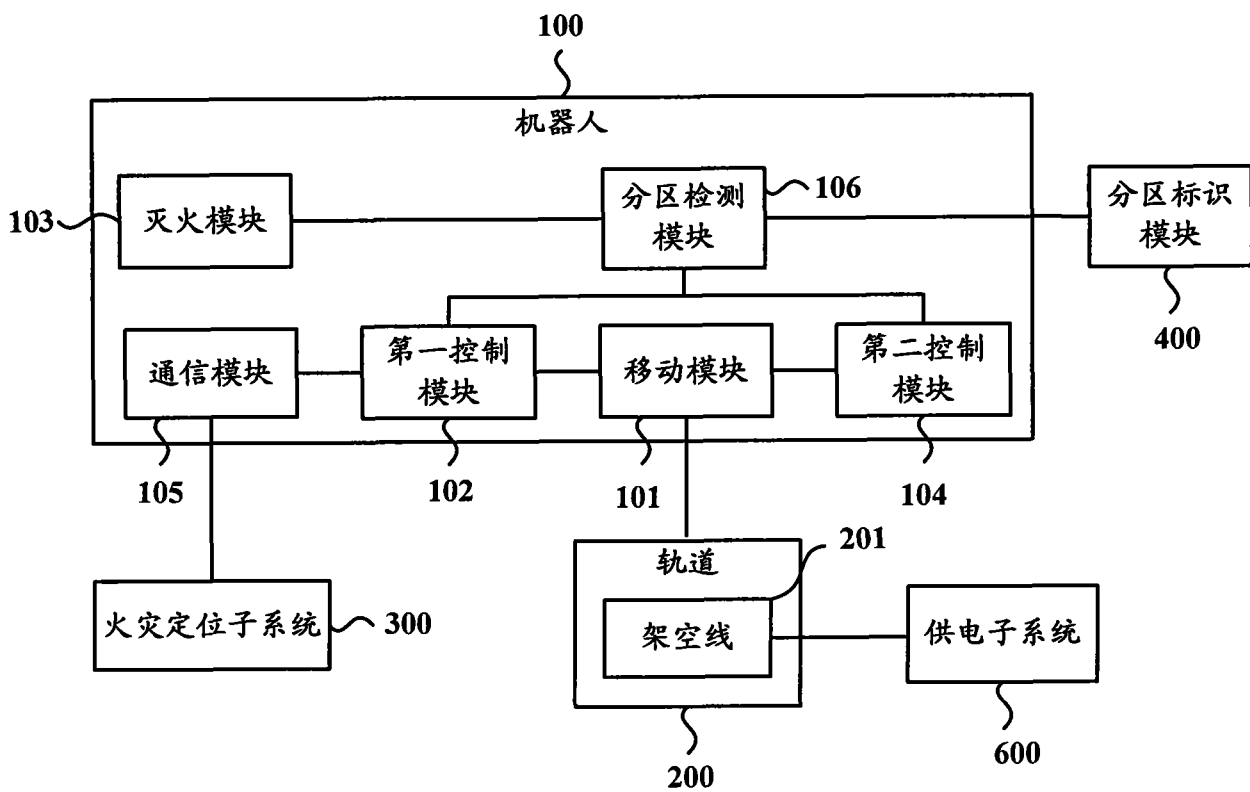 100
机器人
103
灭火模块
分区检测
模块
106
分区标识
模块
400
通信模块
第一控制
模块
移动模块
第二控制
模块
105
102
101
104
火灾定位子系统
300
轨道
201
架空线
200
供电子系统
600